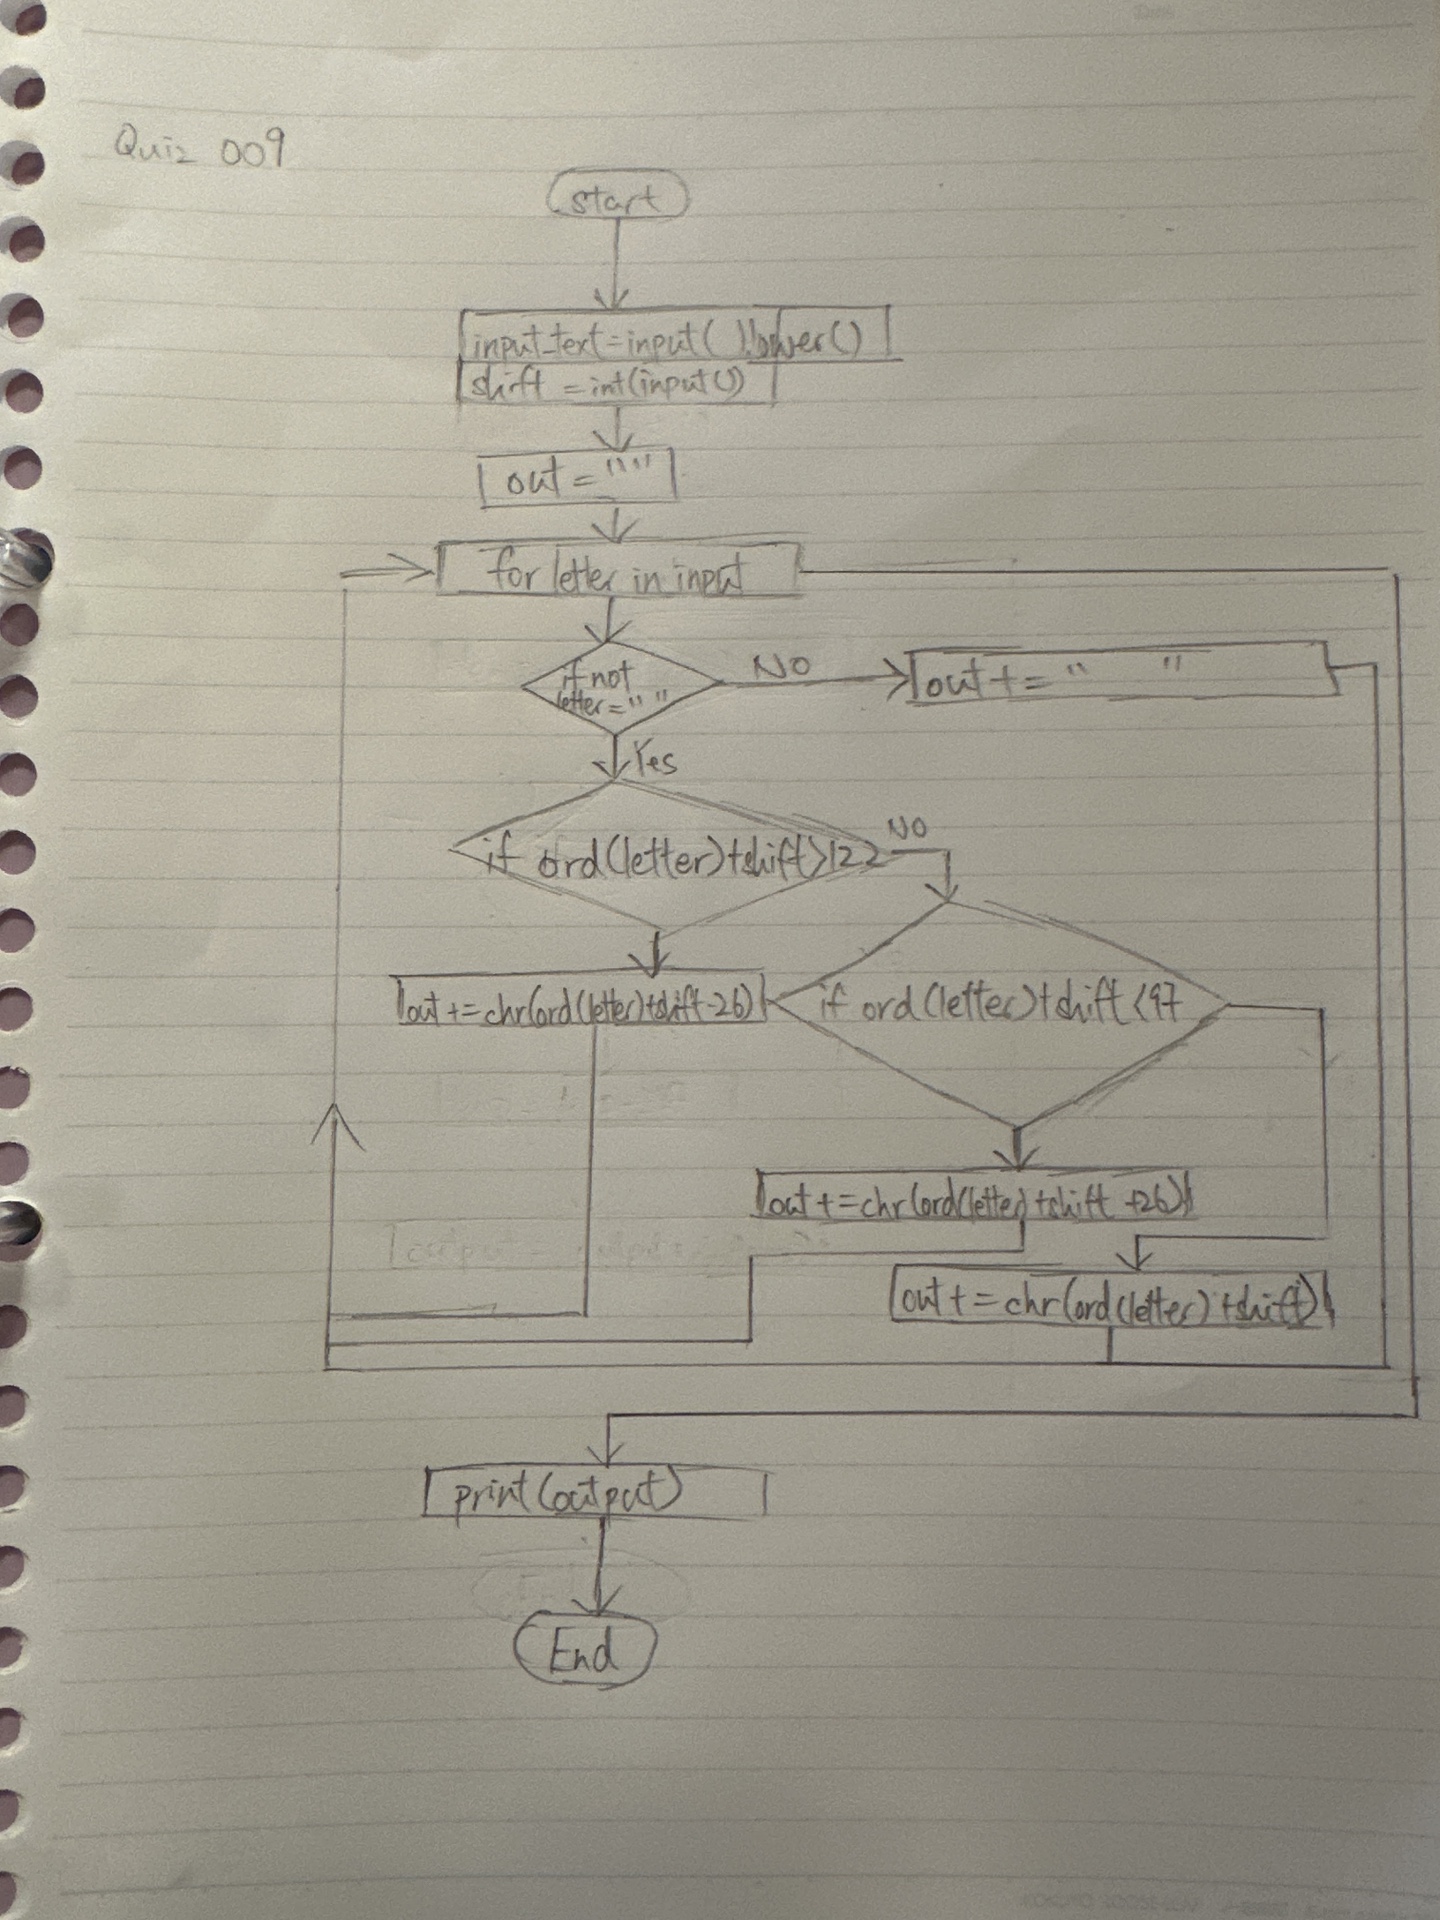 Quiz 009
start
input_text=input( ).lower()
shift = int(input())
out = ""
for letter in input
if not
letter = " "
NO
out += " "
Yes
if ord(letter)+shift>122
NO
out += chr(ord(letter)+shift-26)
if ord(letter)+shift<97
out += chr(ord(letter)+shift +26)
out += chr(ord(letter)+shift)
print(output)
End